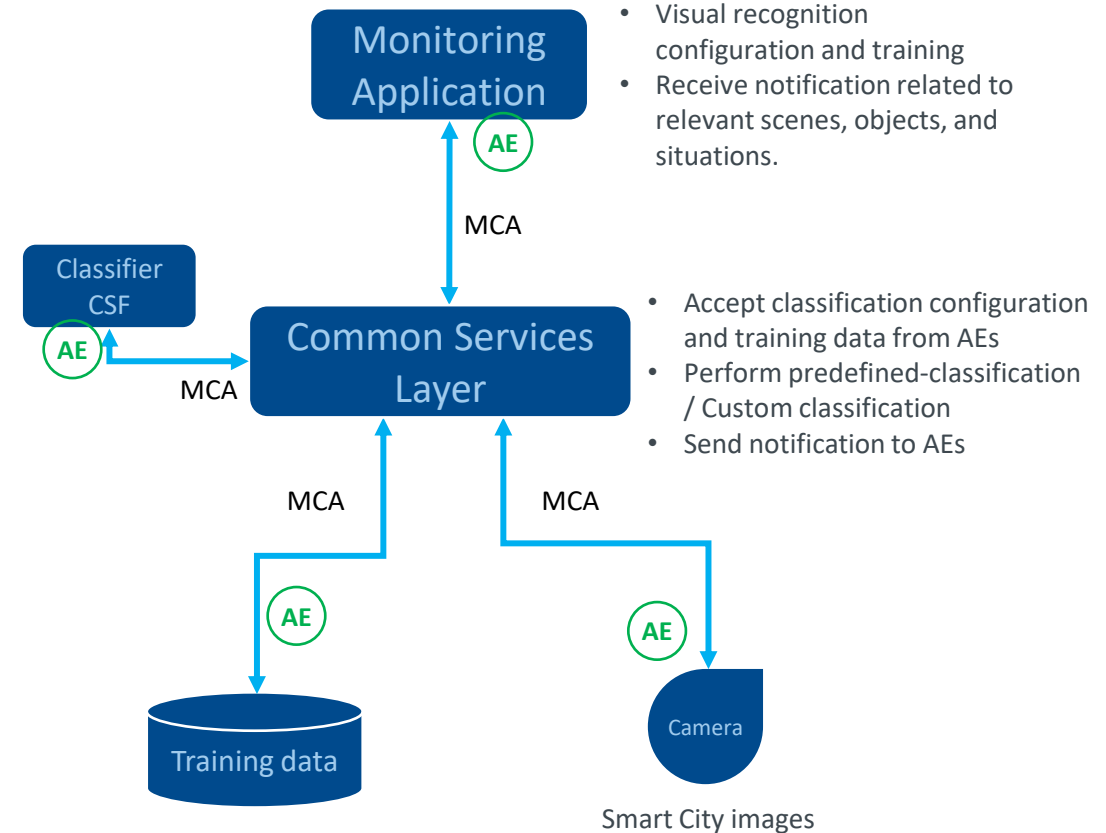 Monitoring
Application
• Visual recognition
configuration and training
• Receive notification related to
relevant scenes, objects, and
situations.
AE
MCA
Classifier
CSF
AE
MCA
Common Services
Layer
• Accept classification configuration
and training data from AEs
• Perform predefined-classification
/ Custom classification
• Send notification to AEs
MCA
MCA
AE
AE
Training data
Camera
Smart City images